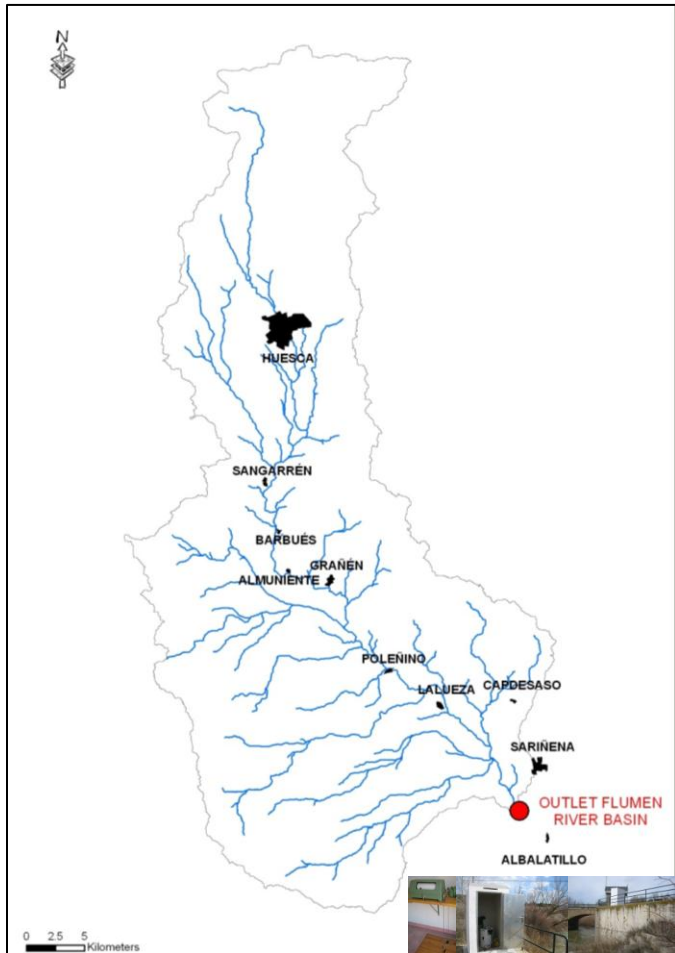 N
HUESCA
SANGARRÉN
BARBUÉS
GRAÑÉN
ALMUNIENTE
POLEÑINO
LALUEZA
CAPDESASO
SARIÑENA
OUTLET FLUMEN
RIVER BASIN
ALBALATILLO
0 2.5 5
Kilometers